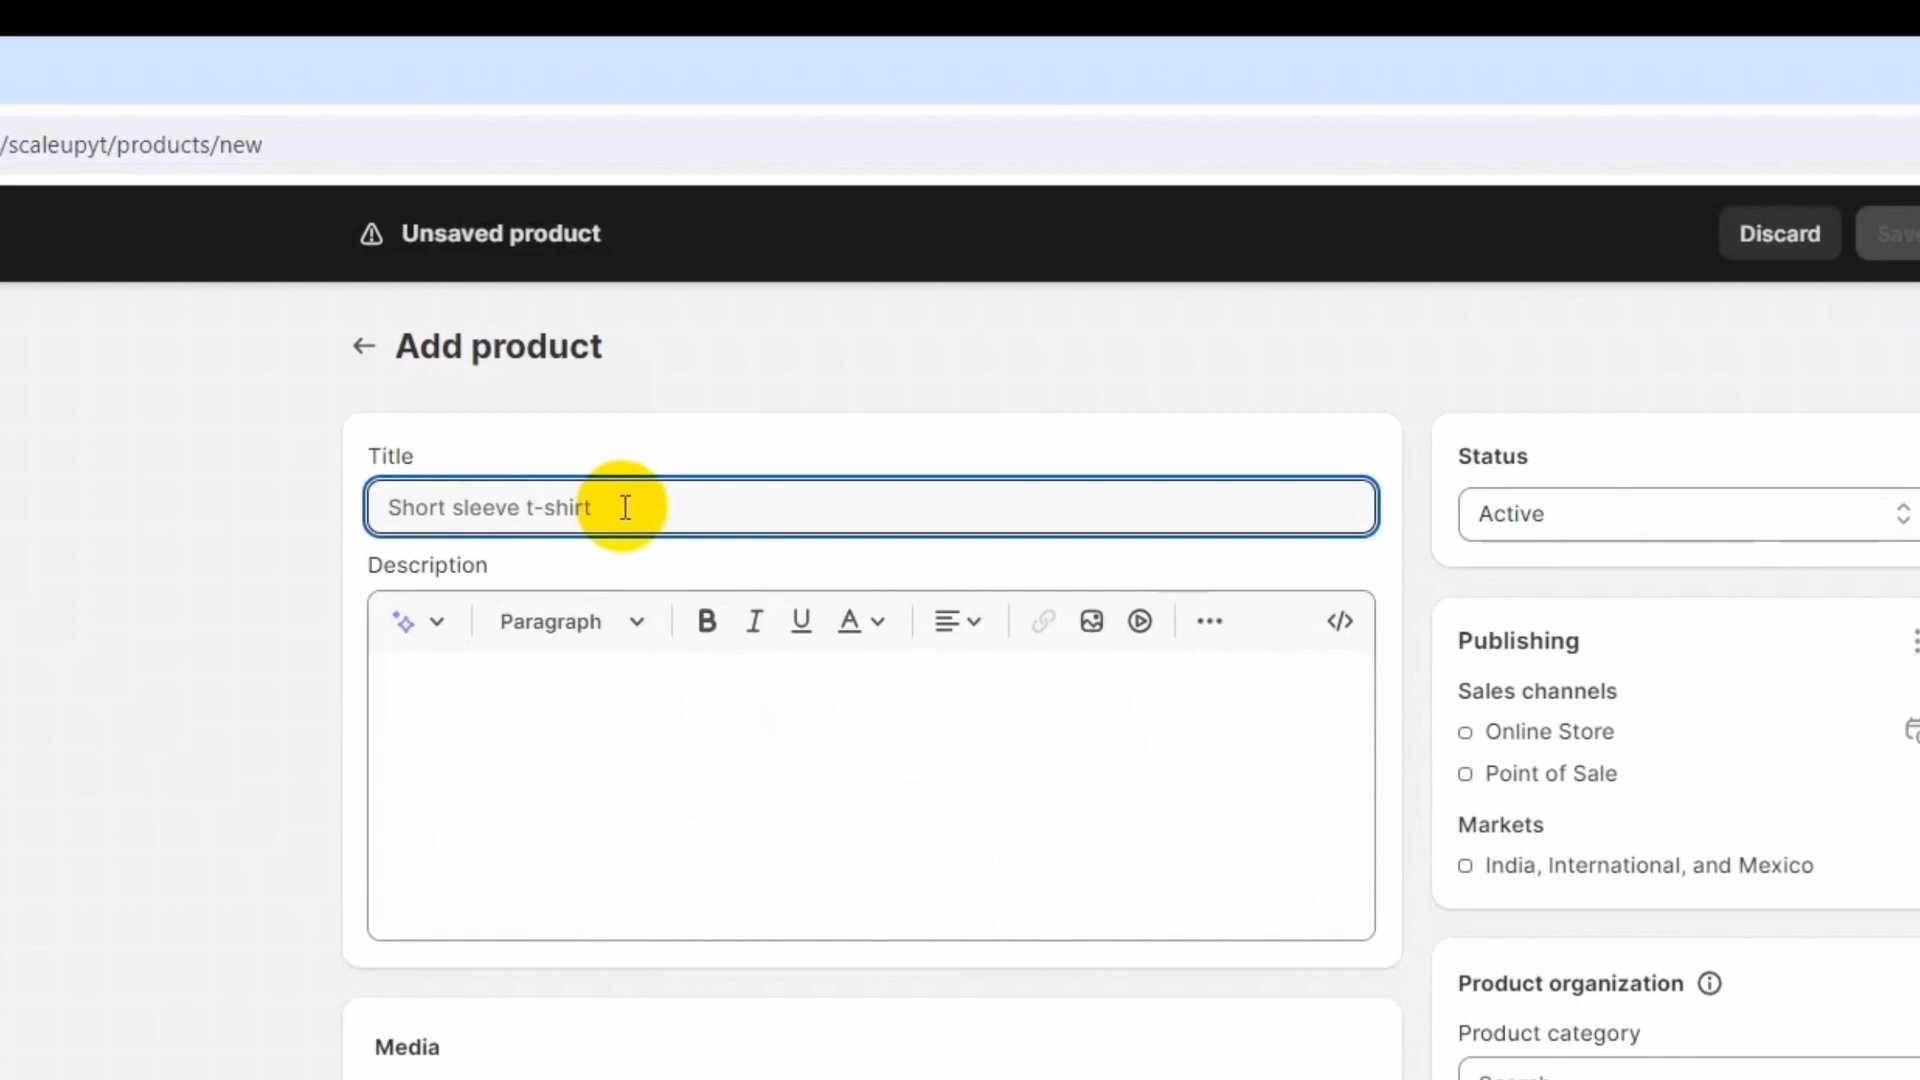 /scaleupyt/products/new
Unsaved product
Discard
Save
Add product
Title
Short sleeve t-shirt
Description
Paragraph
B I U A
</>
Status
Active
Publishing
Sales channels
Online Store
Point of Sale
Markets
India, International, and Mexico
Product organization
Product category
Media